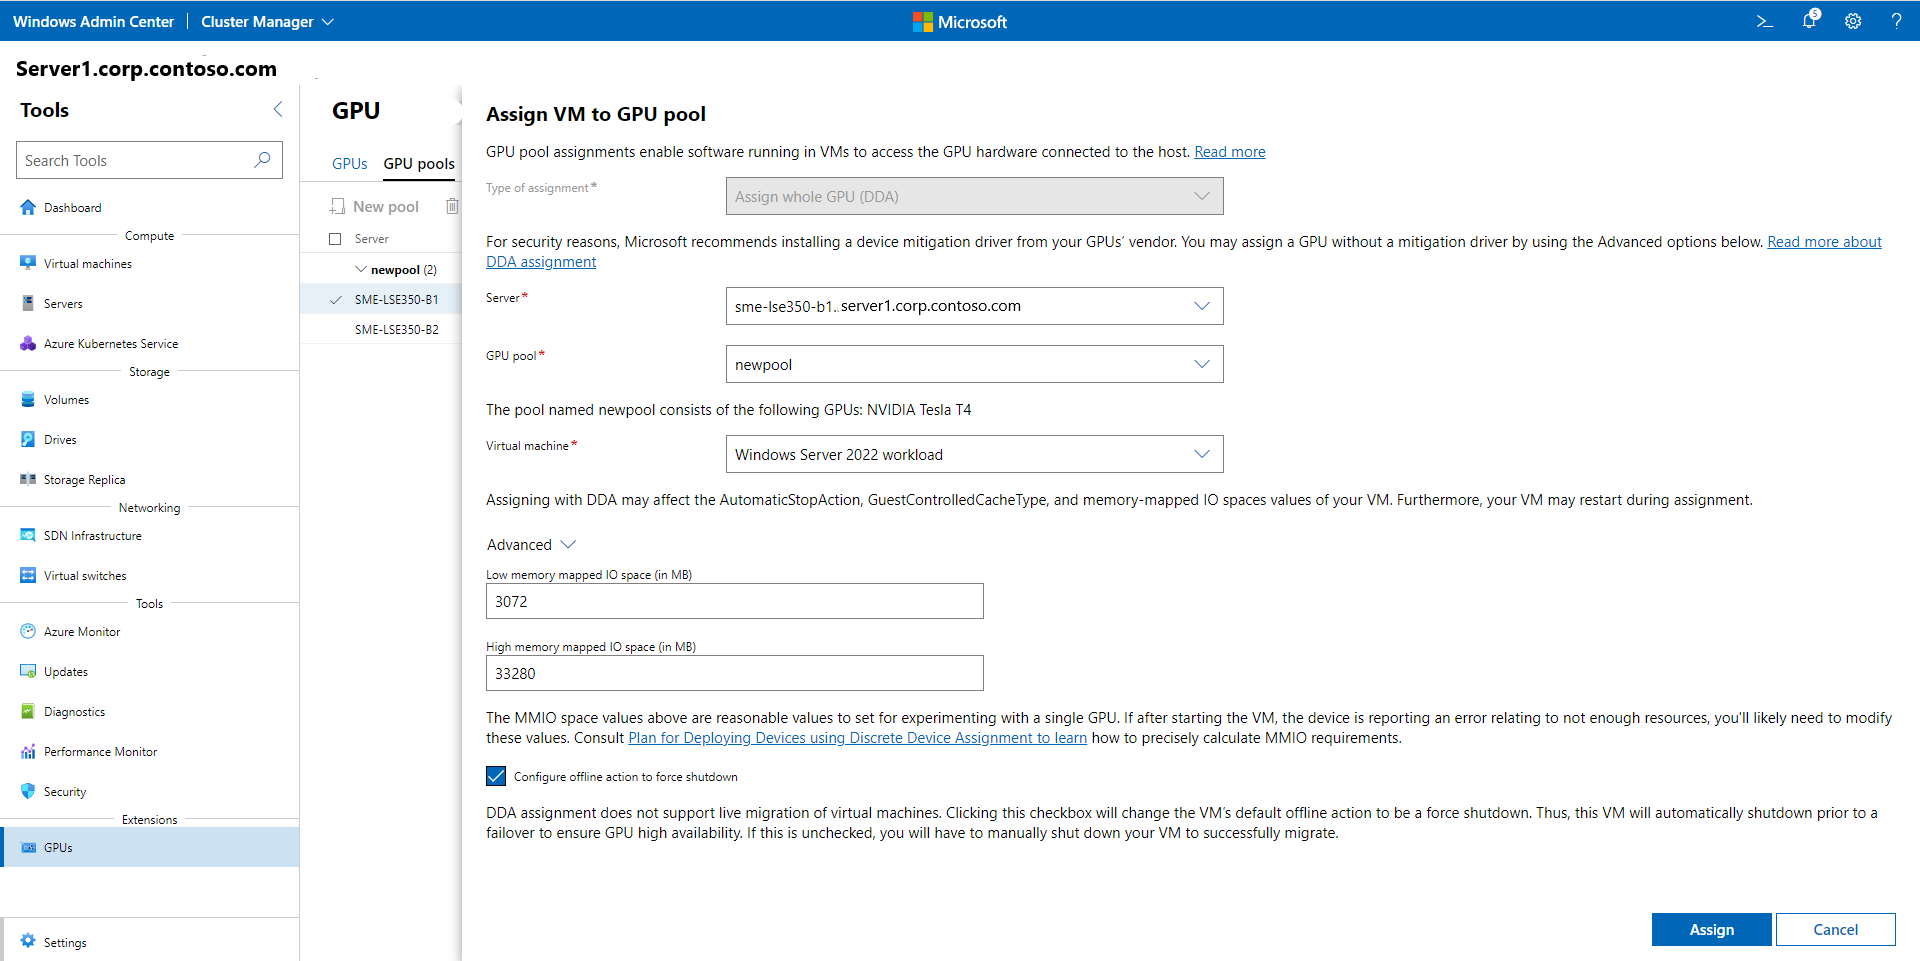 Windows Admin Center | Cluster Manager
Microsoft
5
Server1.corp.contoso.com
Tools
Search Tools
Dashboard
Compute
Virtual machines
Servers
Azure Kubernetes Service
Storage
Volumes
Drives
Storage Replica
Networking
SDN Infrastructure
Virtual switches
Tools
Azure Monitor
Updates
Diagnostics
Performance Monitor
Security
Extensions
GPUs
Settings
GPU
GPUs GPU pools
New pool
Server
newpool (2)
SME-LSE350-B1
SME-LSE350-B2
Assign VM to GPU pool
GPU pool assignments enable software running in VMs to access the GPU hardware connected to the host. Read more
Type of assignment*
Assign whole GPU (DDA)
For security reasons, Microsoft recommends installing a device mitigation driver from your GPUs' vendor. You may assign a GPU without a mitigation driver by using the Advanced options below. Read more about
DDA assignment
Server*
sme-lse350-b1..server1.corp.contoso.com
GPU pool*
newpool
The pool named newpool consists of the following GPUs: NVIDIA Tesla T4
Virtual machine*
Windows Server 2022 workload
Assigning with DDA may affect the AutomaticStopAction, GuestControlledCacheType, and memory-mapped IO spaces values of your VM. Furthermore, your VM may restart during assignment.
Advanced
Low memory mapped IO space (in MB)
3072
High memory mapped IO space (in MB)
33280
The MMIO space values above are reasonable values to set for experimenting with a single GPU. If after starting the VM, the device is reporting an error relating to not enough resources, you'll likely need to modify
these values. Consult Plan for Deploying Devices using Discrete Device Assignment to learn how to precisely calculate MMIO requirements.
Configure offline action to force shutdown
DDA assignment does not support live migration of virtual machines. Clicking this checkbox will change the VM's default offline action to be a force shutdown. Thus, this VM will automatically shutdown prior to a
failover to ensure GPU high availability. If this is unchecked, you will have to manually shut down your VM to successfully migrate.
Assign
Cancel